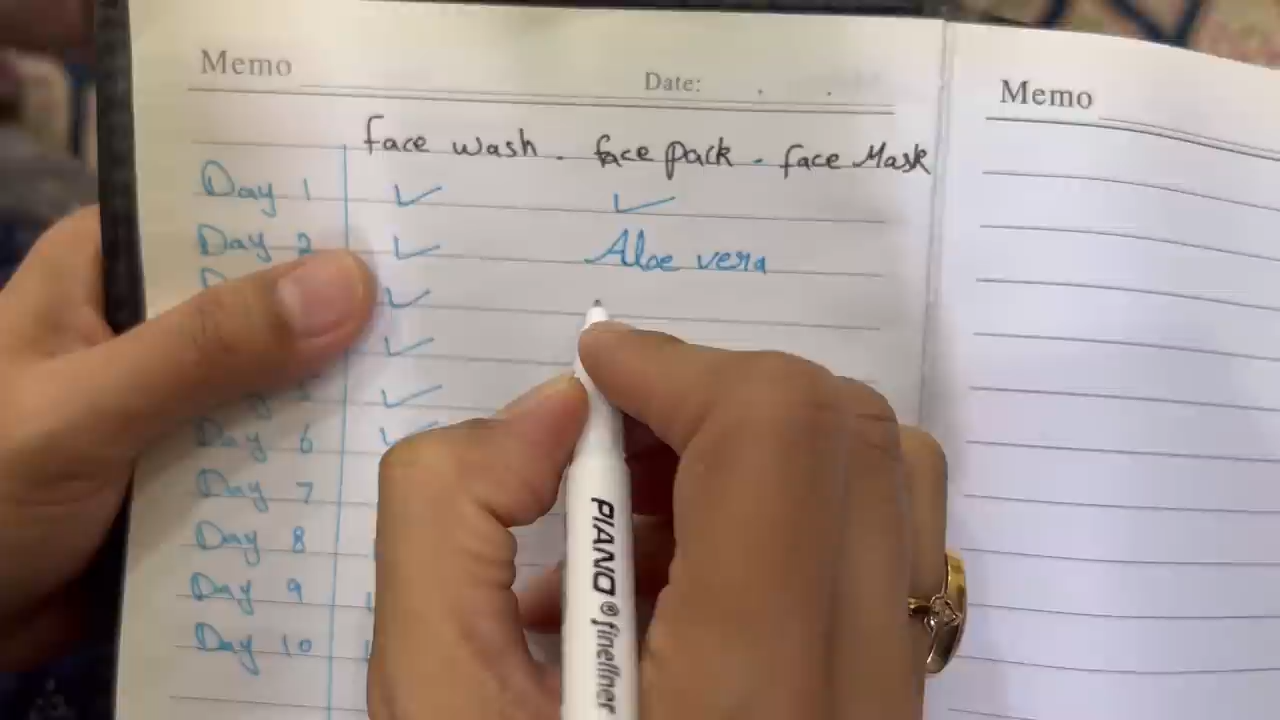 Memo Date: . . Memo
face wash . face pack . face Mask
Day 1 ✓ ✓
Day 2 ✓ Aloe vera
✓
✓
✓
Day 6 ✓
Day 7
Day 8
Day 9
Day 10
PIANO® fineliner